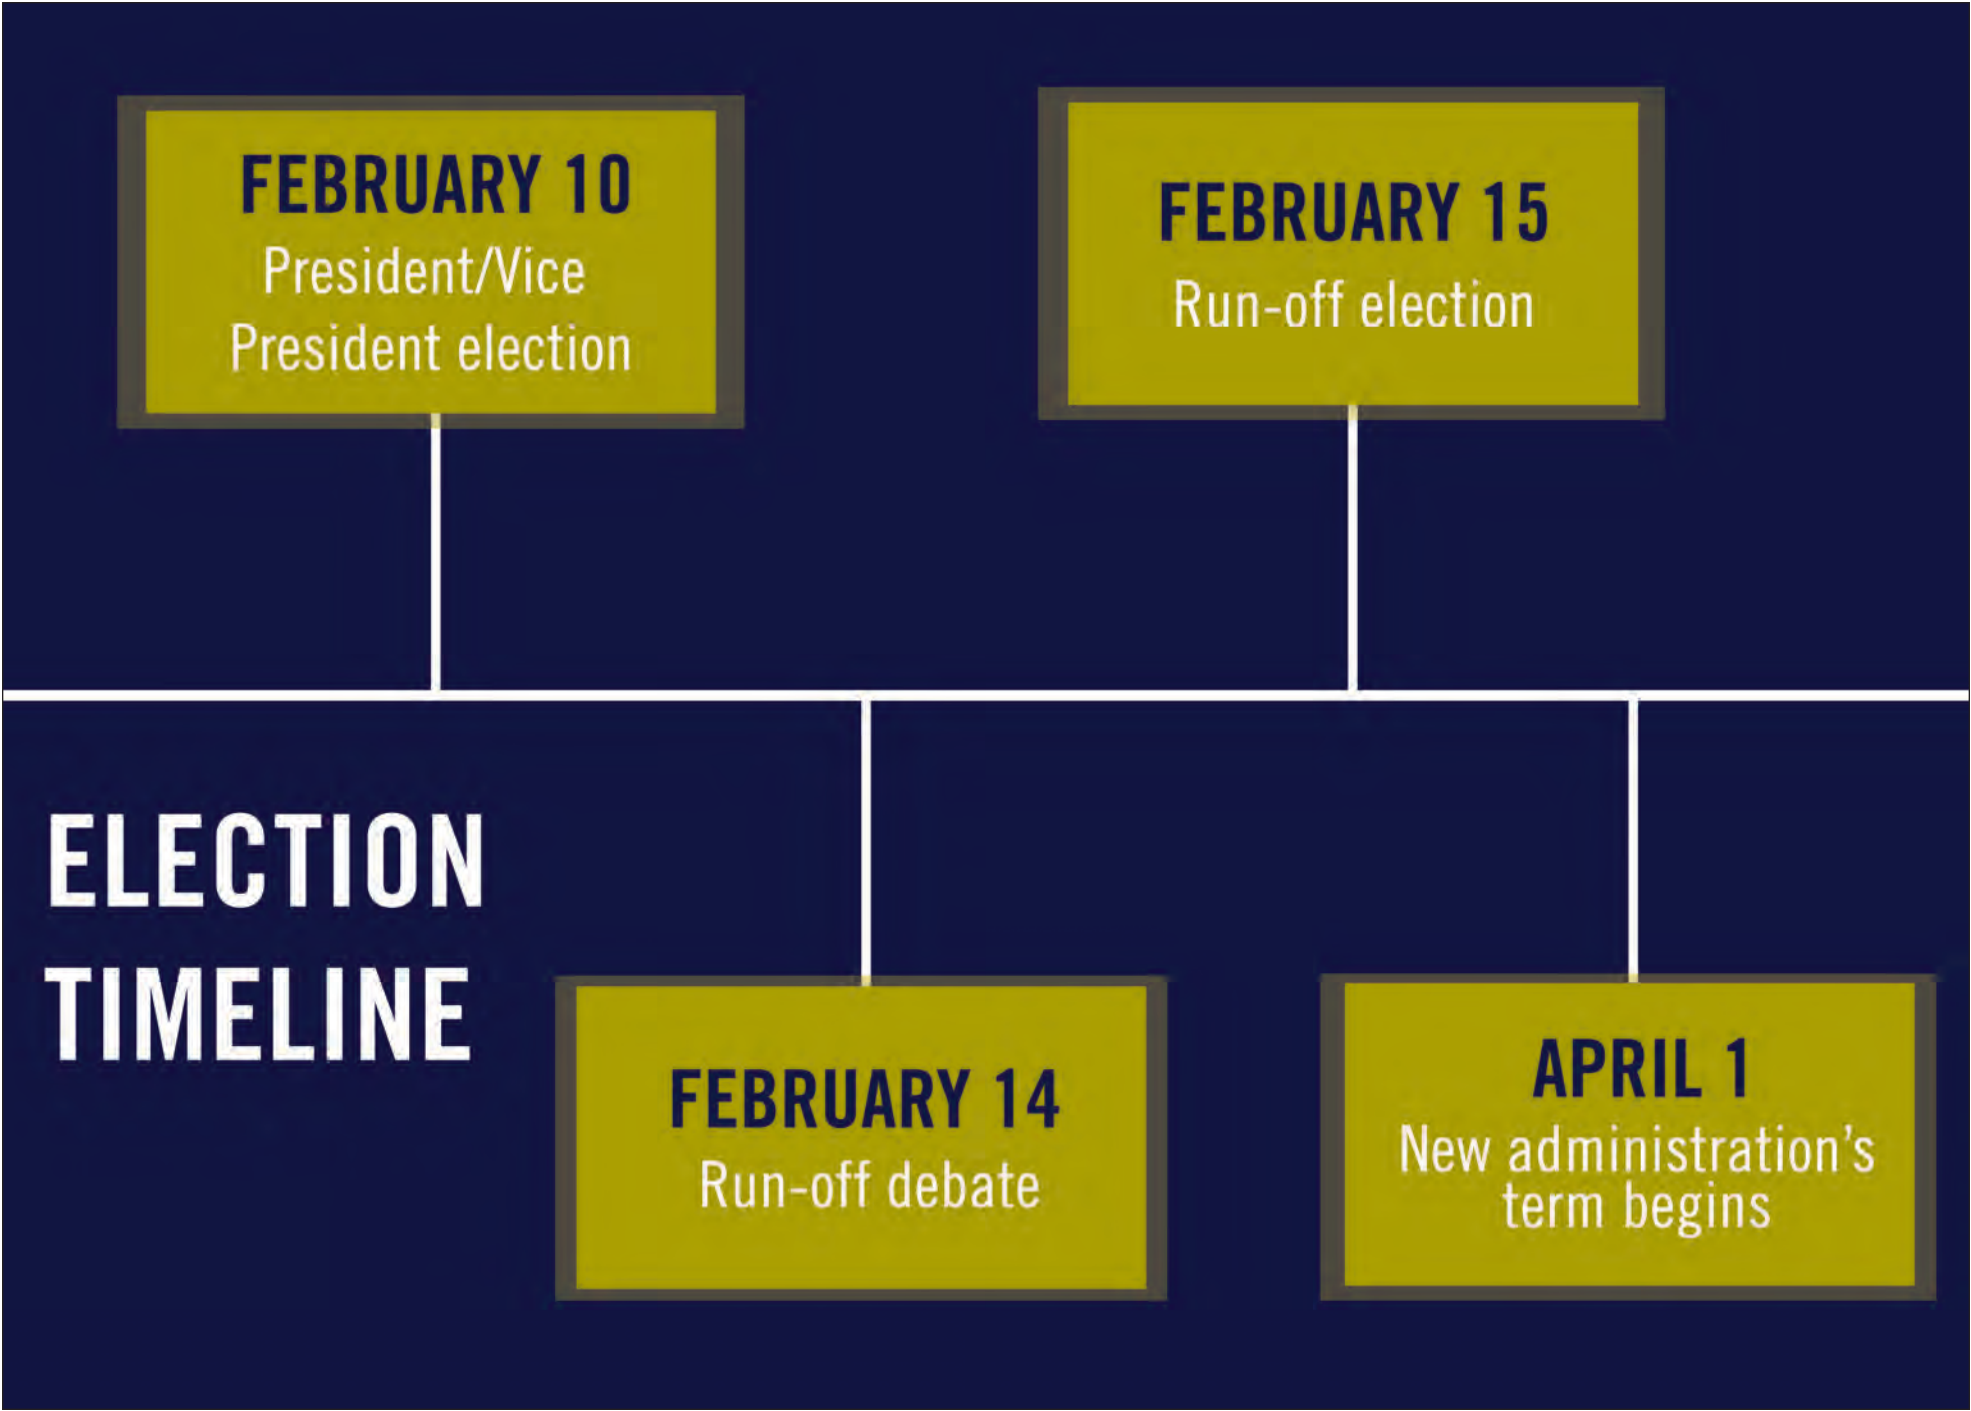 FEBRUARY 10
President/Vice
President election
FEBRUARY 15
Run-off election
ELECTION
TIMELINE
FEBRUARY 14
Run-off debate
APRIL 1
New administration’s
term begins